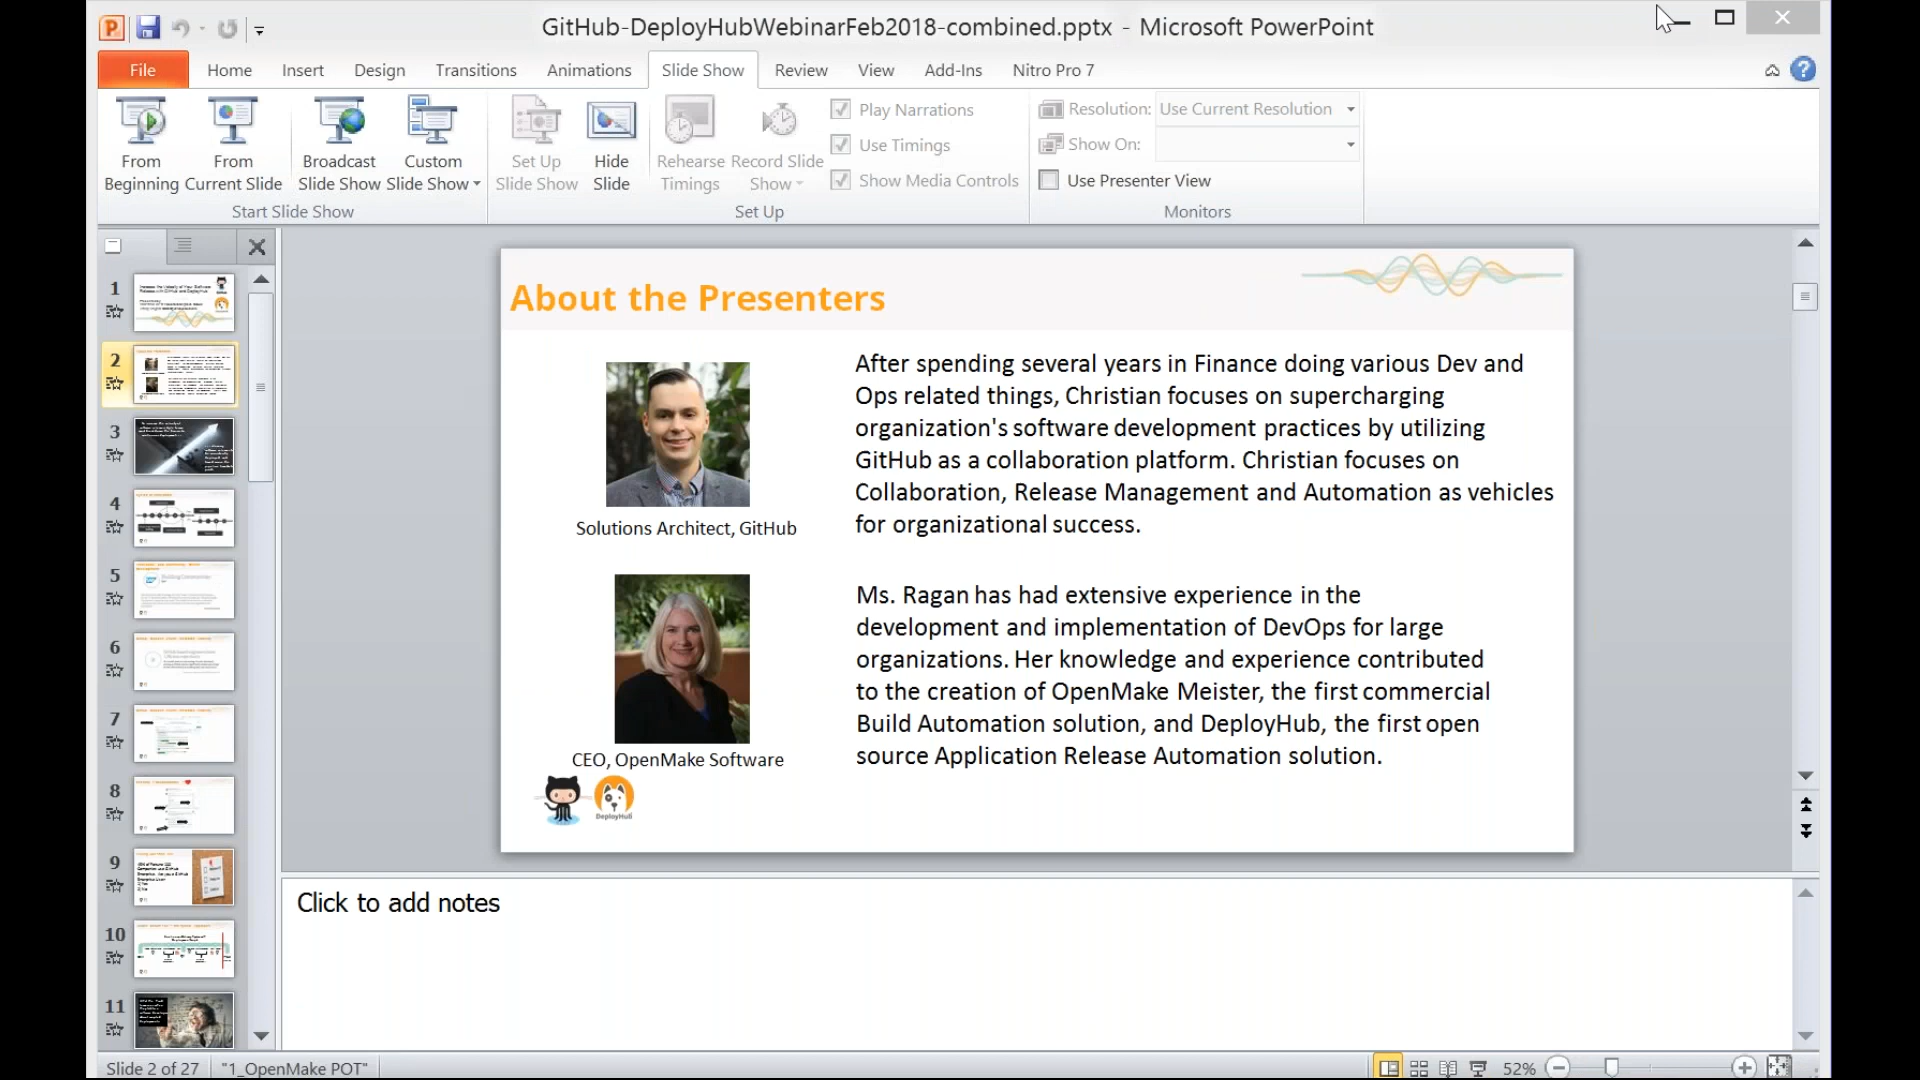 GitHub-DeployHubWebinarFeb2018-combined.pptx - Microsoft PowerPoint
File Home Insert Design Transitions Animations Slide Show Review View Add-Ins Nitro Pro 7
From Beginning
From Current Slide
Broadcast Slide Show
Custom Slide Show
Set Up Slide Show
Hide Slide
Rehearse Timings
Record Slide Show
Play Narrations
Use Timings
Show Media Controls
Resolution: Use Current Resolution
Show On:
Use Presenter View
Start Slide Show
Set Up
Monitors
1
2
3
4
5
6
7
8
9
10
11
About the Presenters
After spending several years in Finance doing various Dev and
Ops related things, Christian focuses on supercharging
organization's software development practices by utilizing
GitHub as a collaboration platform. Christian focuses on
Collaboration, Release Management and Automation as vehicles
for organizational success.
Solutions Architect, GitHub
Ms. Ragan has had extensive experience in the
development and implementation of DevOps for large
organizations. Her knowledge and experience contributed
to the creation of OpenMake Meister, the first commercial
Build Automation solution, and DeployHub, the first open
source Application Release Automation solution.
CEO, OpenMake Software
DeployHub
Click to add notes
Slide 2 of 27 "1_OpenMake POT" 52%